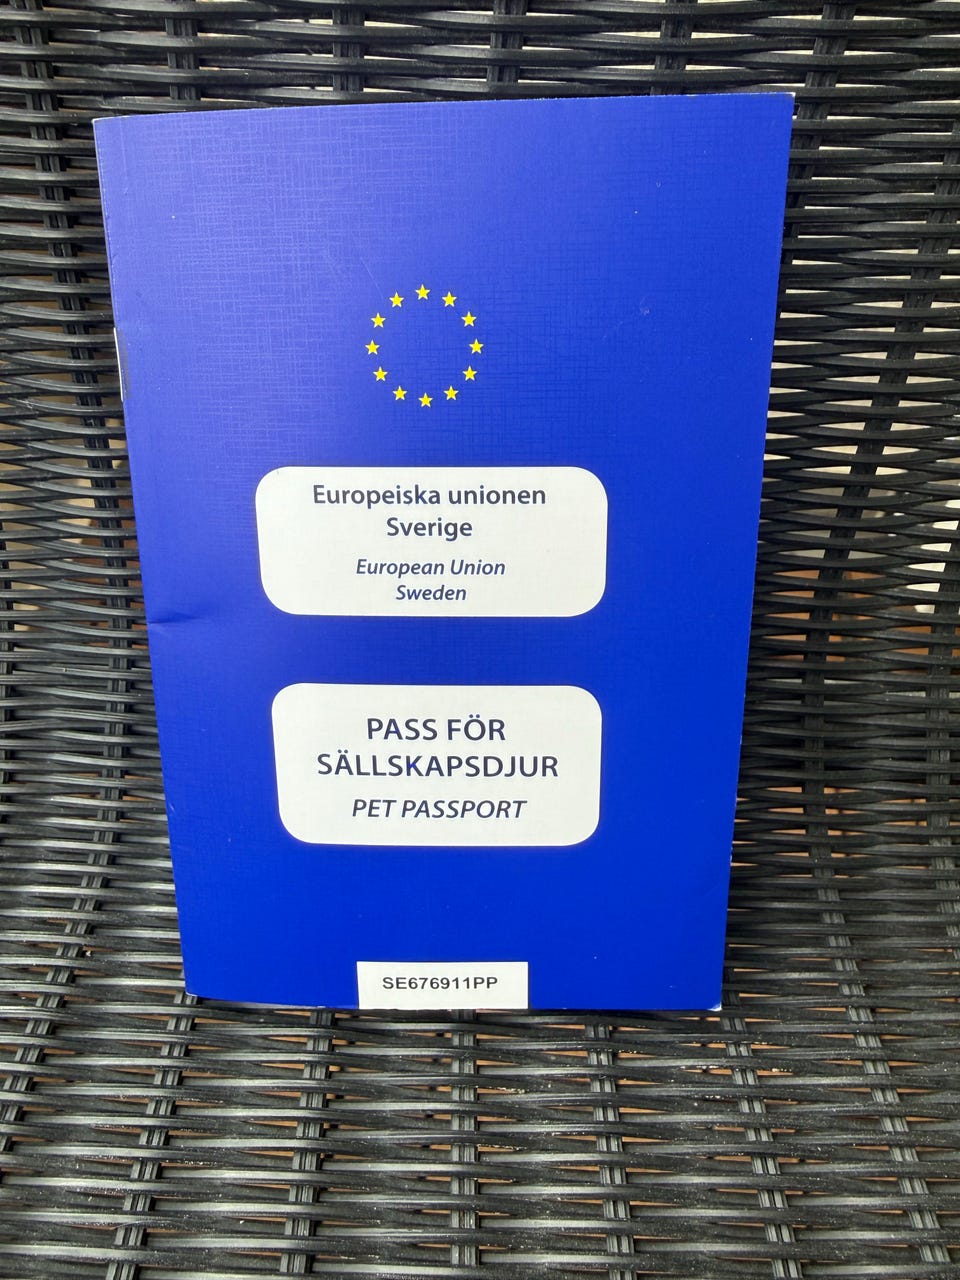 Europeiska unionen
Sverige
European Union
Sweden
PASS FÖR
SÄLLSKAPSDJUR
PET PASSPORT
SE676911PP